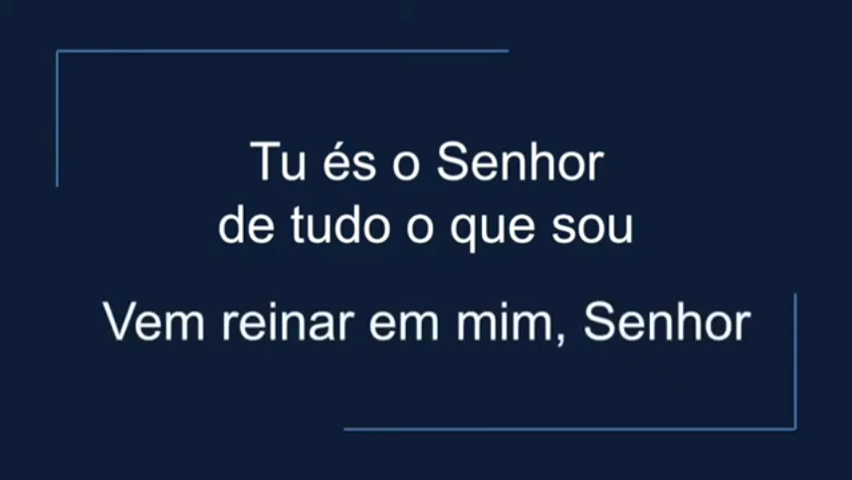 Tu és o Senhor
de tudo o que sou
Vem reinar em mim, Senhor